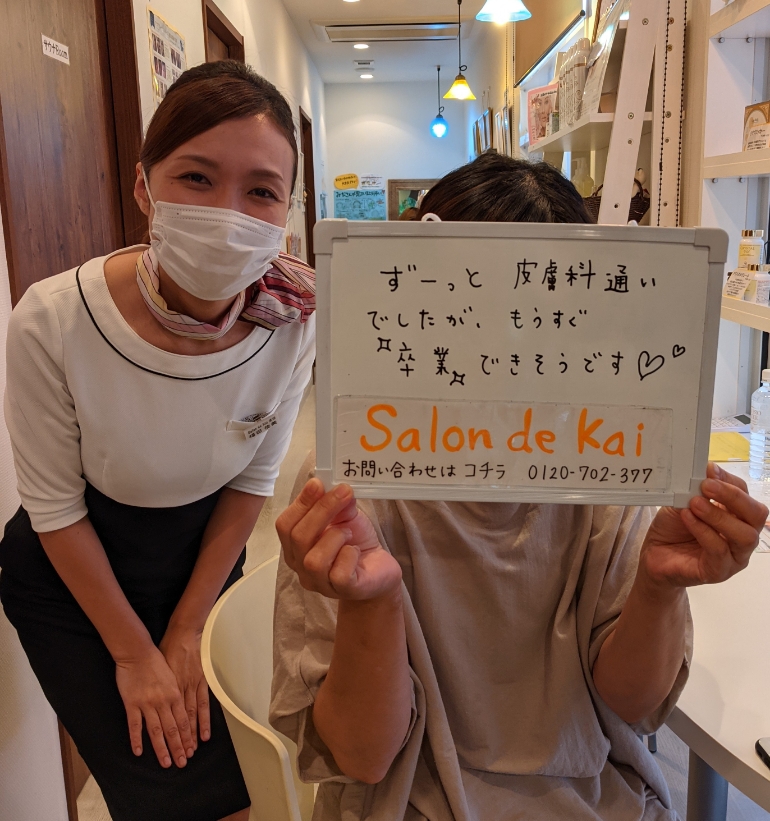 ずーっと 皮膚科通い
でしたが、もうすぐ
卒業できそうです♡♡
Salon de Kai
お問い合わせは コチラ 0120-702-377